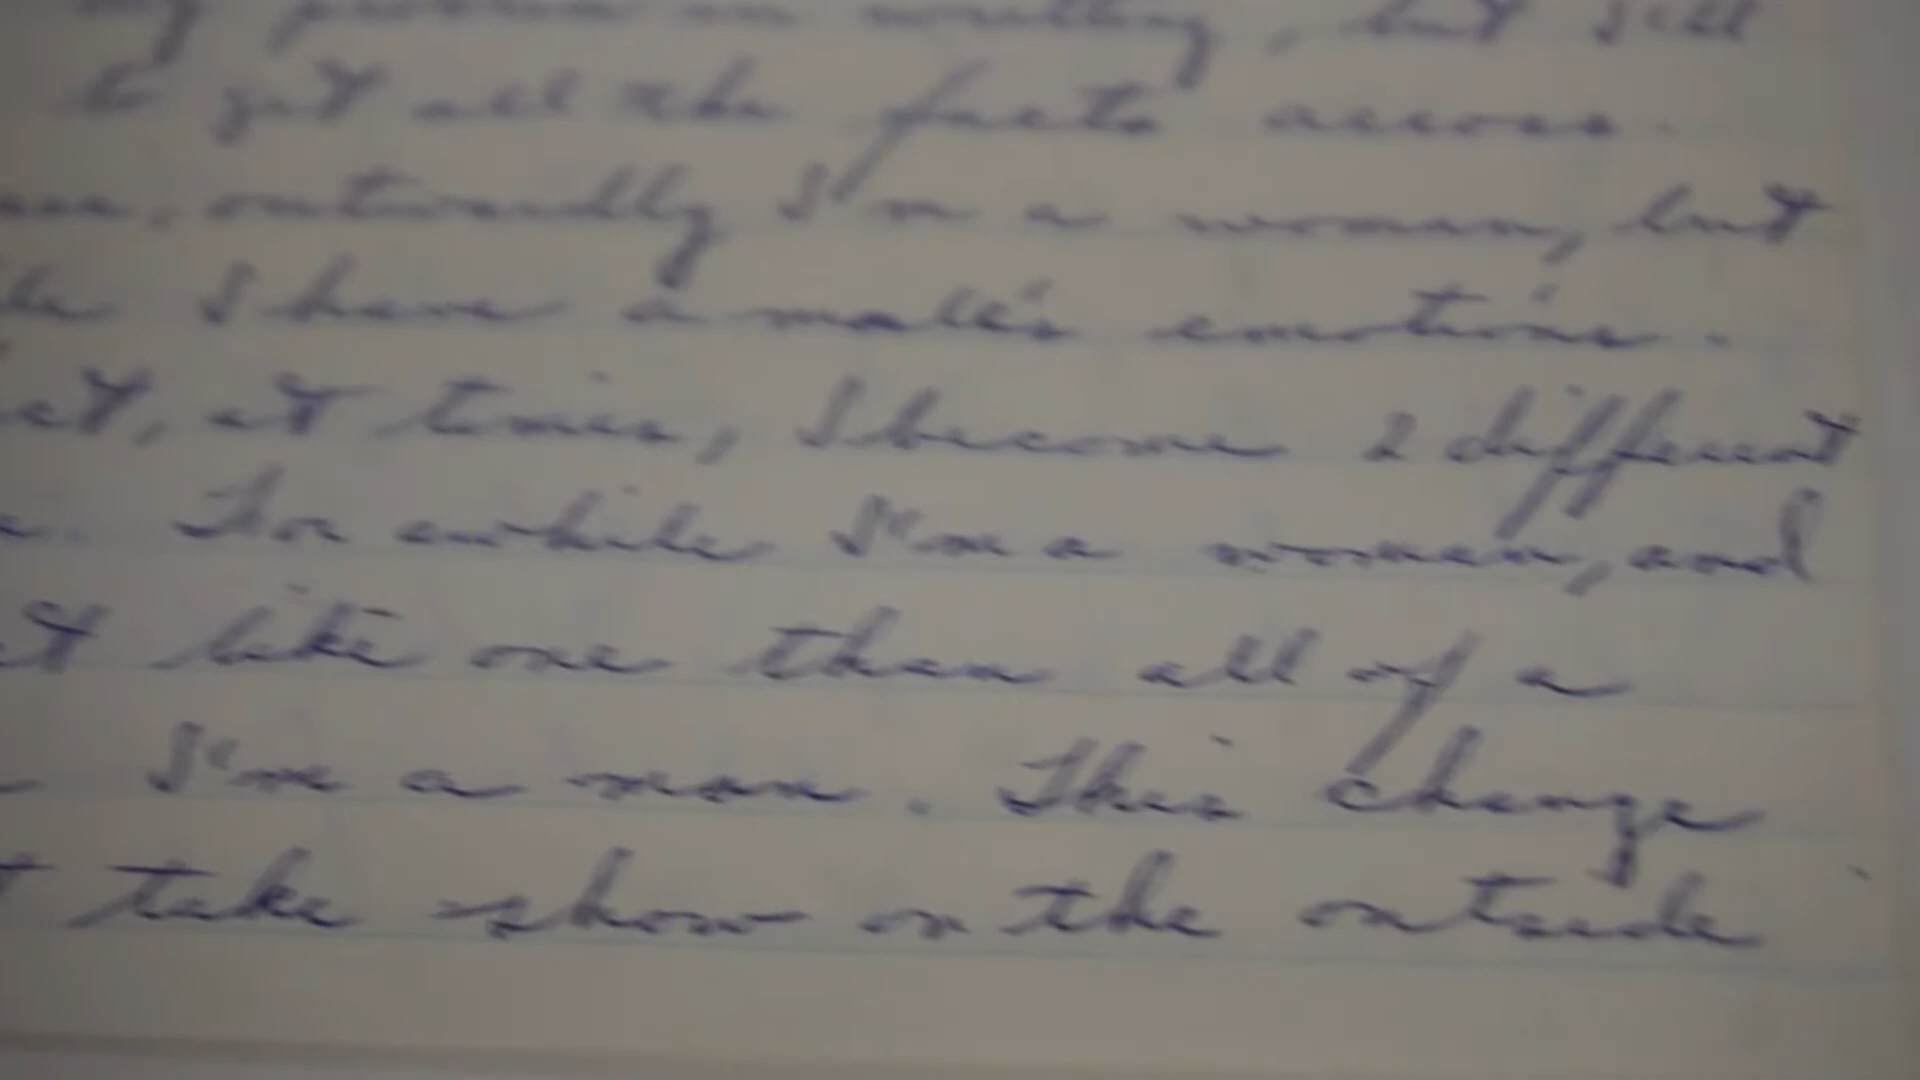 my problem in writing, but I'll
to get all the facts across.
outwardly I'm a woman, but
I have a male's emotions.
at times, I become 2 different
For awhile I'm a woman, and
like one then all of a
I'm a man. This change
take show on the outside